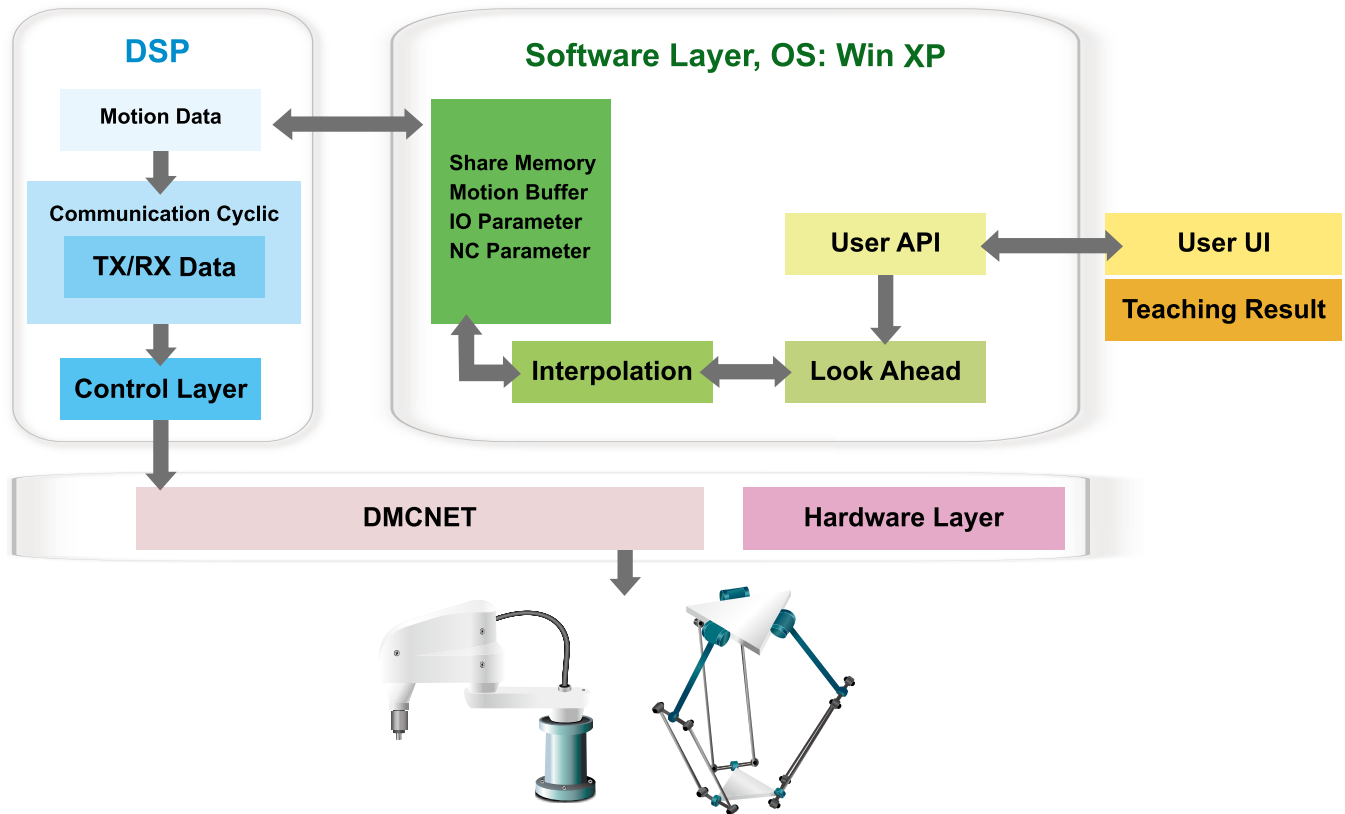 DSP
Motion Data
Communication Cyclic
TX/RX Data
Control Layer
Software Layer, OS: Win XP
Share Memory
Motion Buffer
IO Parameter
NC Parameter
User API
Interpolation
Look Ahead
User UI
Teaching Result
DMCNET
Hardware Layer